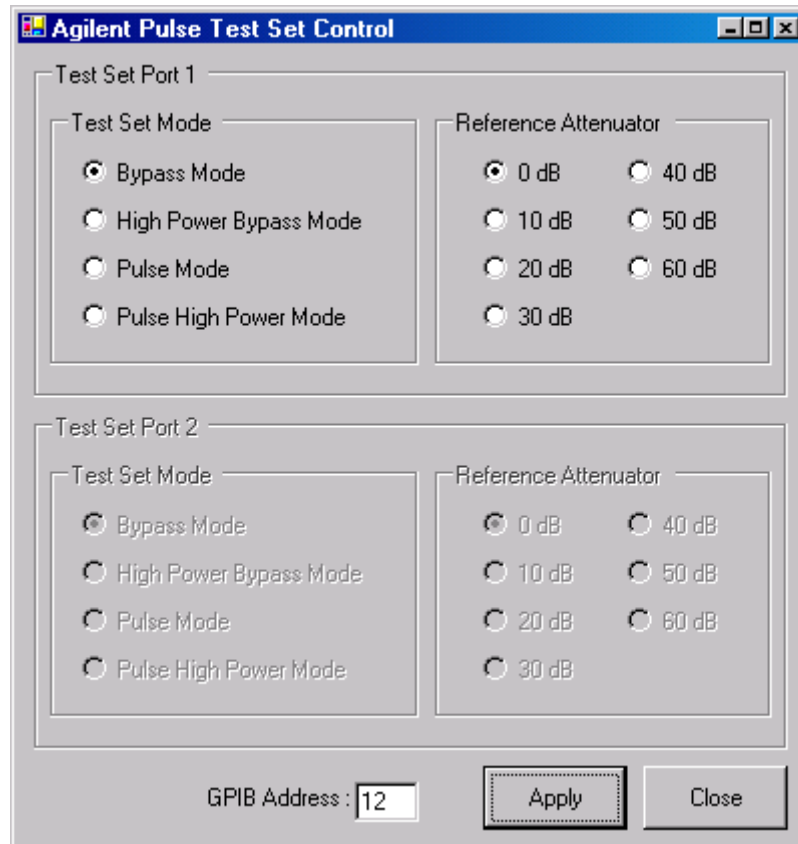 Agilent Pulse Test Set Control
Test Set Port 1
Test Set Mode
Bypass Mode
High Power Bypass Mode
Pulse Mode
Pulse High Power Mode
Reference Attenuator
0 dB
10 dB
20 dB
30 dB
40 dB
50 dB
60 dB
Test Set Port 2
Test Set Mode
Bypass Mode
High Power Bypass Mode
Pulse Mode
Pulse High Power Mode
Reference Attenuator
0 dB
10 dB
20 dB
30 dB
40 dB
50 dB
60 dB
GPIB Address : 12
Apply
Close